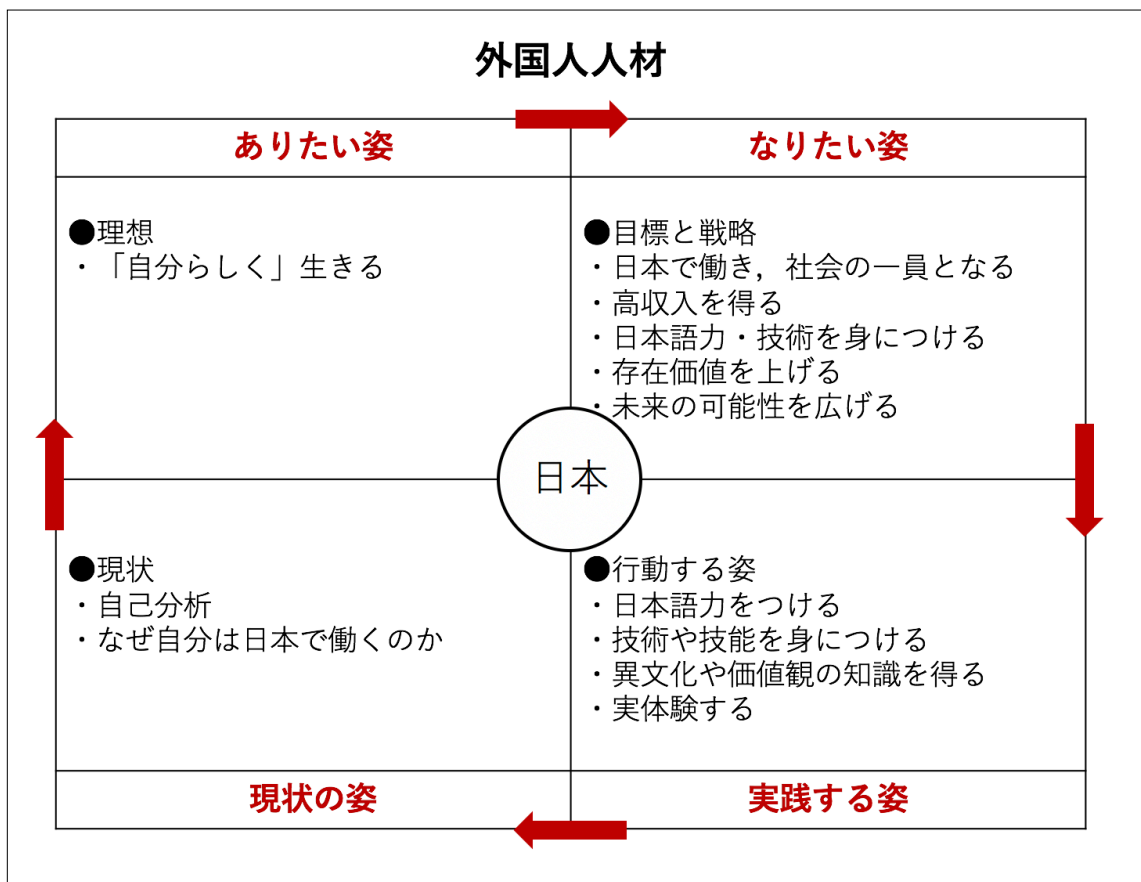 外国人人材
ありたい姿
なりたい姿
●理想
・「自分らしく」生きる
●目標と戦略
・日本で働き，社会の一員となる
・高収入を得る
・日本語力・技術を身につける
・存在価値を上げる
・未来の可能性を広げる
日本
●現状
・自己分析
・なぜ自分は日本で働くのか
●行動する姿
・日本語力をつける
・技術や技能を身につける
・異文化や価値観の知識を得る
・実体験する
現状の姿
実践する姿